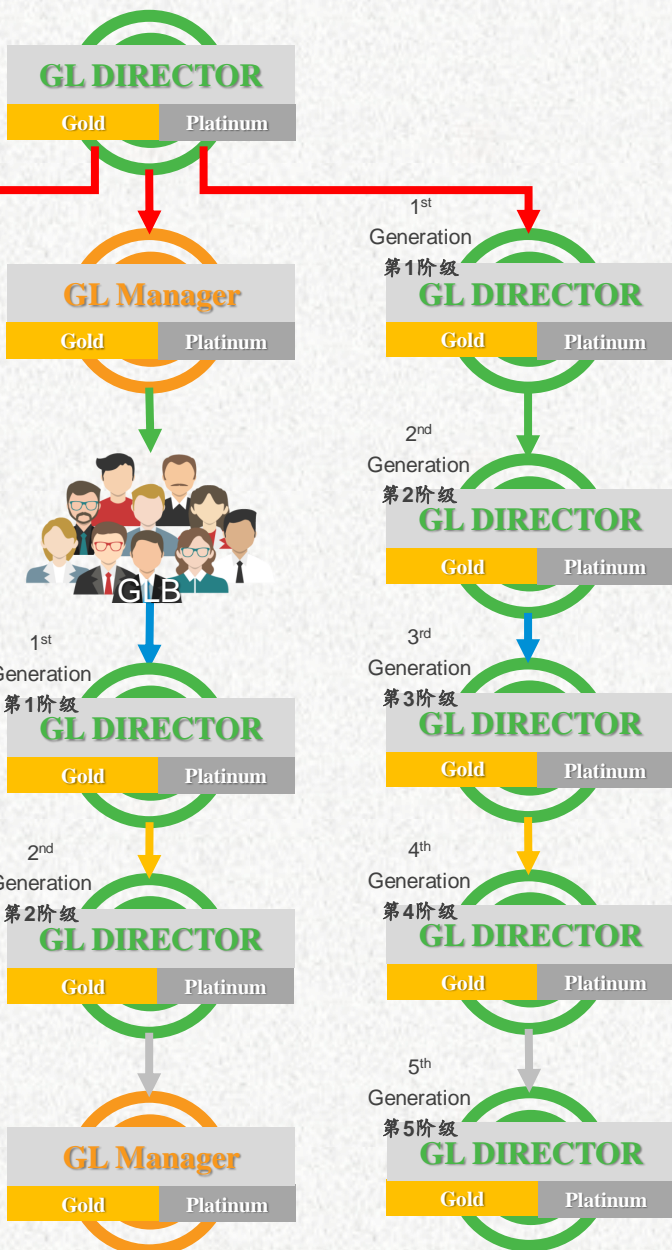 GL DIRECTOR
Gold Platinum
GL Manager
Gold Platinum
GLB
1st
Generation
第1阶级
GL DIRECTOR
Gold Platinum
2nd
Generation
第2阶级
GL DIRECTOR
Gold Platinum
GL Manager
Gold Platinum
1st
Generation
第1阶级
GL DIRECTOR
Gold Platinum
2nd
Generation
第2阶级
GL DIRECTOR
Gold Platinum
3rd
Generation
第3阶级
GL DIRECTOR
Gold Platinum
4th
Generation
第4阶级
GL DIRECTOR
Gold Platinum
5th
Generation
第5阶级
GL DIRECTOR
Gold Platinum